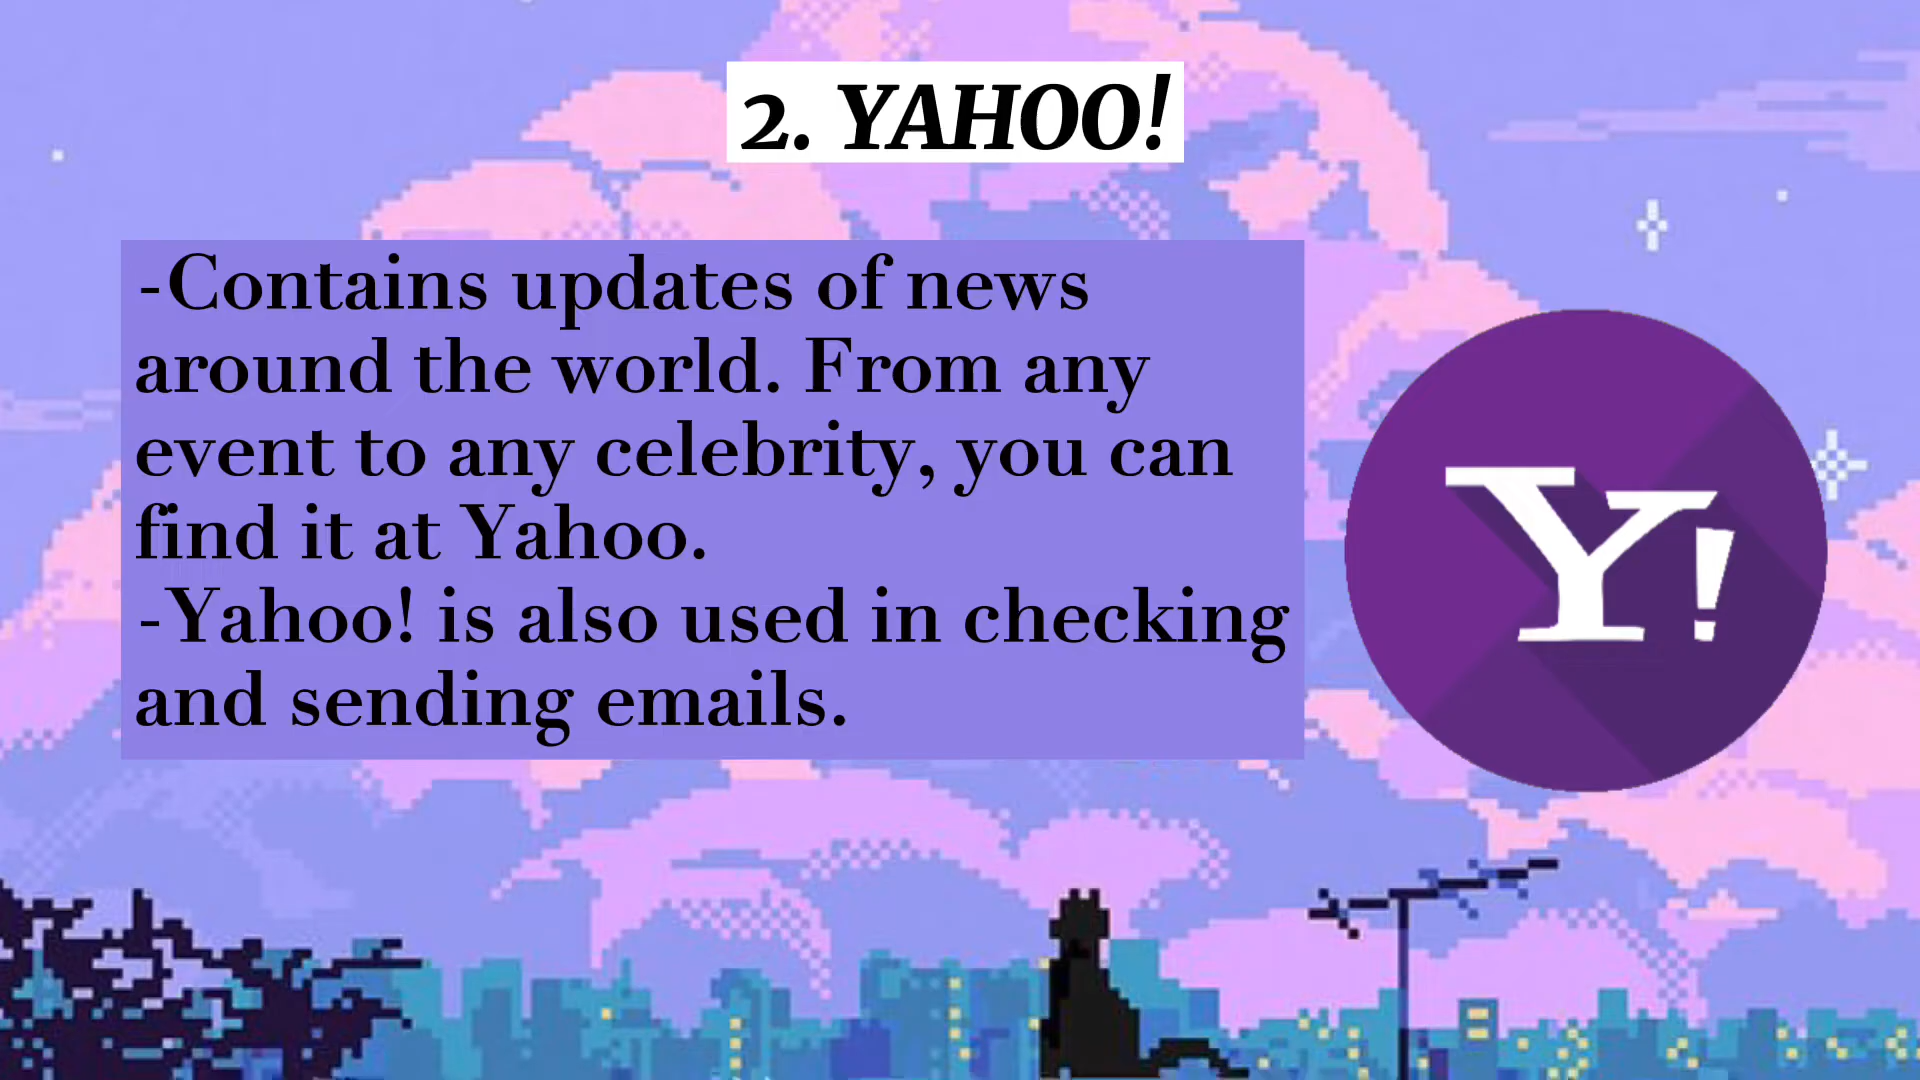 2. YAHOO!
-Contains updates of news
around the world. From any
event to any celebrity, you can
find it at Yahoo.
-Yahoo! is also used in checking
and sending emails.
Y!